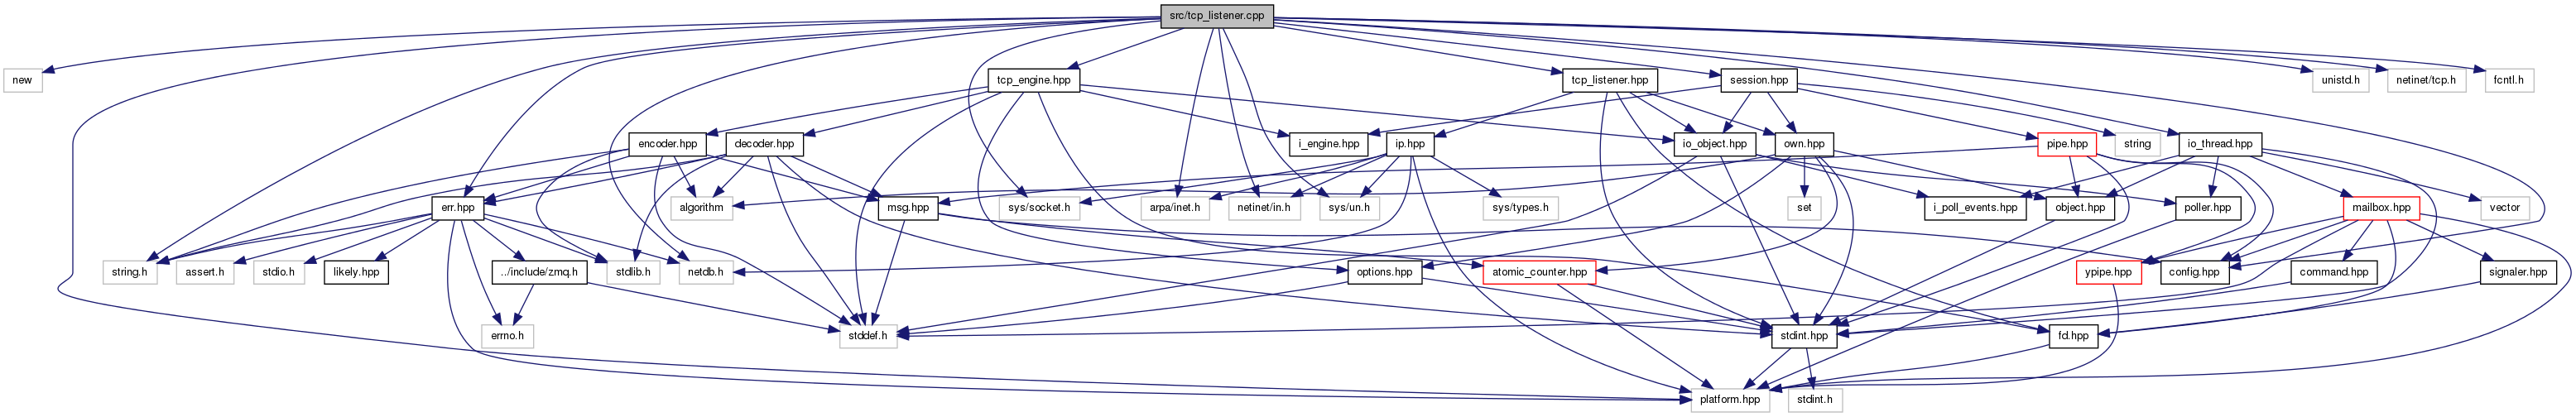 src/tcp_listener.cpp
new
tcp_engine.hpp
tcp_listener.hpp
session.hpp
unistd.h
netinet/tcp.h
fcntl.h
encoder.hpp
decoder.hpp
i_engine.hpp
ip.hpp
io_object.hpp
own.hpp
pipe.hpp
string
io_thread.hpp
algorithm
msg.hpp
sys/socket.h
arpa/inet.h
netinet/in.h
sys/un.h
sys/types.h
set
i_poll_events.hpp
object.hpp
poller.hpp
mailbox.hpp
vector
err.hpp
string.h
assert.h
stdio.h
likely.hpp
../include/zmq.h
stdlib.h
netdb.h
options.hpp
atomic_counter.hpp
ypipe.hpp
config.hpp
command.hpp
signaler.hpp
errno.h
stddef.h
stdint.hpp
fd.hpp
platform.hpp
stdint.h